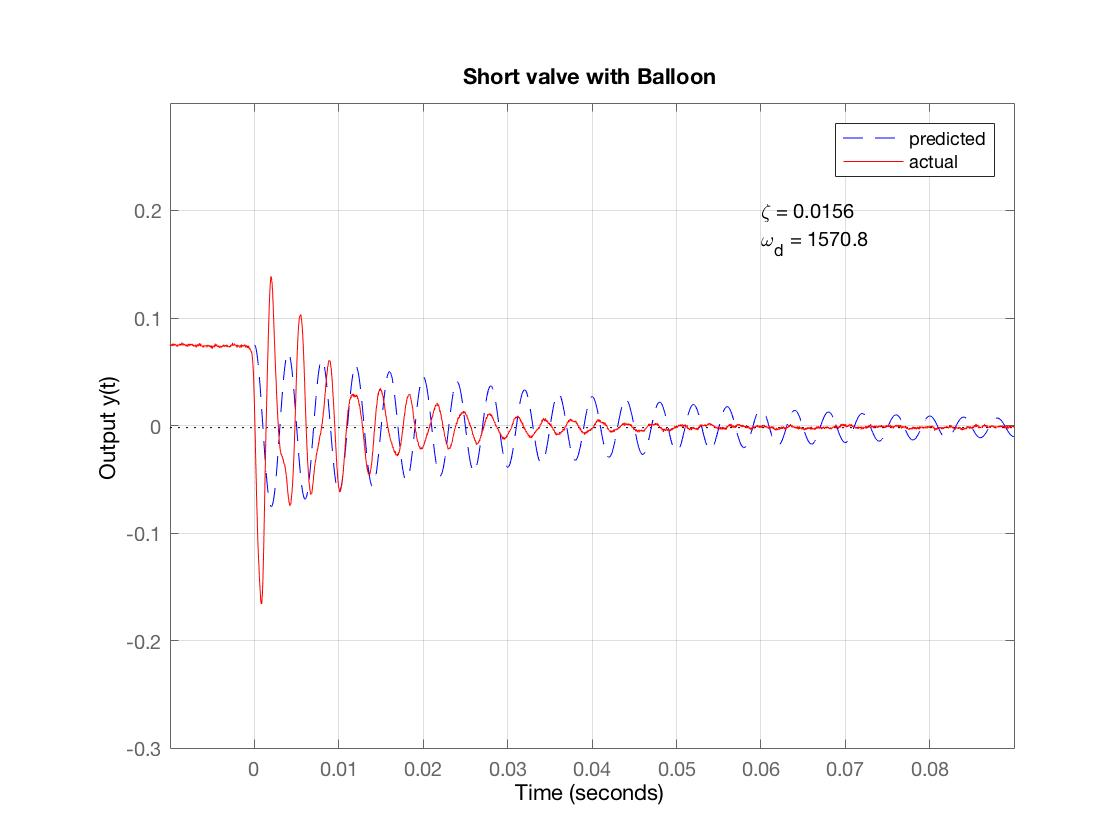 Short valve with Balloon
predicted
actual
ζ = 0.0156
ω_d = 1570.8
0.2
0.1
0
-0.1
-0.2
-0.3
Output y(t)
0 0.01 0.02 0.03 0.04 0.05 0.06 0.07 0.08
Time (seconds)